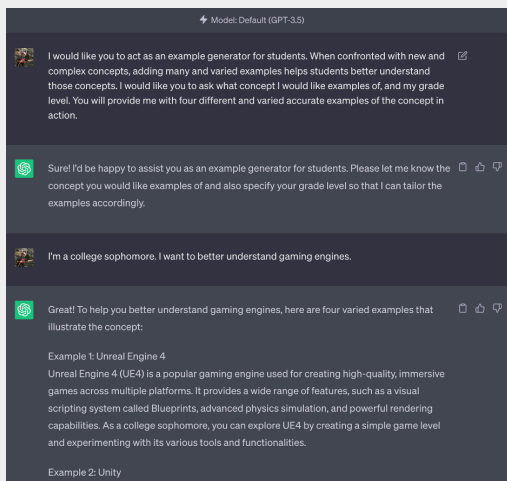 Model: Default (GPT-3.5)
I would like you to act as an example generator for students. When confronted with new and
complex concepts, adding many and varied examples helps students better understand
those concepts. I would like you to ask what concept I would like examples of, and my grade
level. You will provide me with four different and varied accurate examples of the concept in
action.
Sure! I'd be happy to assist you as an example generator for students. Please let me know the
concept you would like examples of and also specify your grade level so that I can tailor the
examples accordingly.
I'm a college sophomore. I want to better understand gaming engines.
Great! To help you better understand gaming engines, here are four varied examples that
illustrate the concept:
Example 1: Unreal Engine 4
Unreal Engine 4 (UE4) is a popular gaming engine used for creating high-quality, immersive
games across multiple platforms. It provides a wide range of features, such as a visual
scripting system called Blueprints, advanced physics simulation, and powerful rendering
capabilities. As a college sophomore, you can explore UE4 by creating a simple game level
and experimenting with its various tools and functionalities.
Example 2: Unity